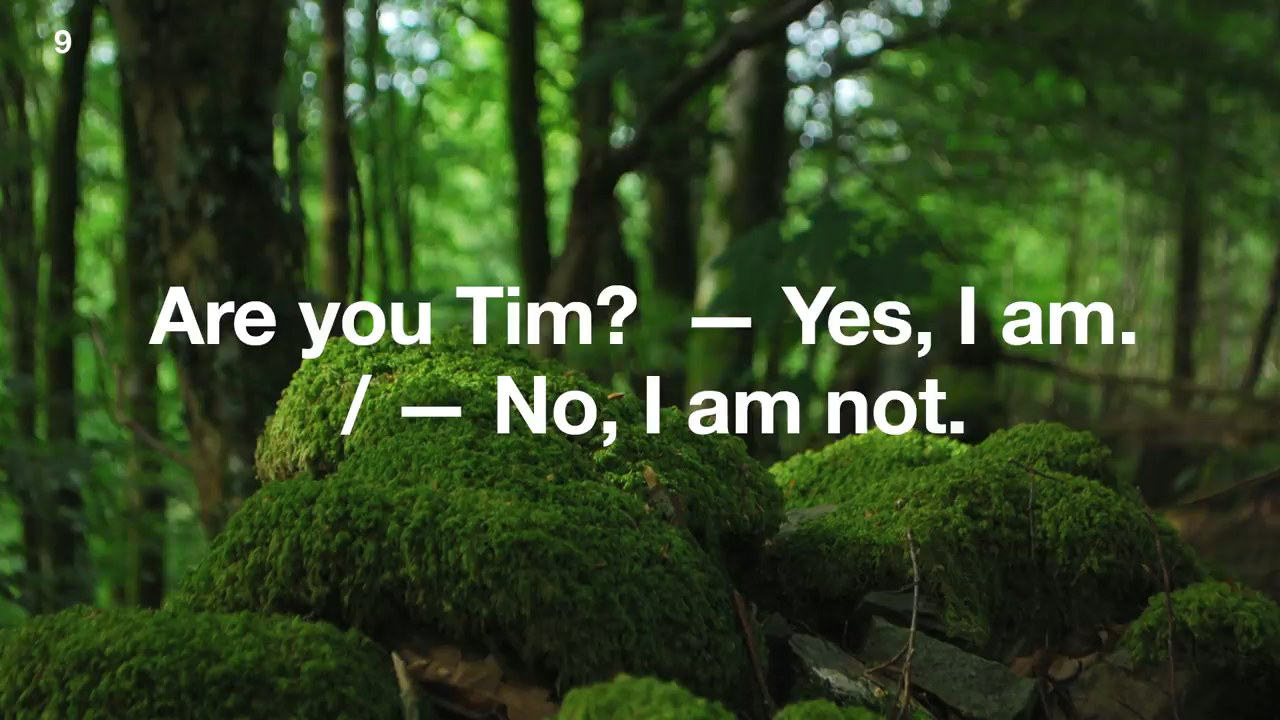 9
Are you Tim? — Yes, I am.
/ — No, I am not.